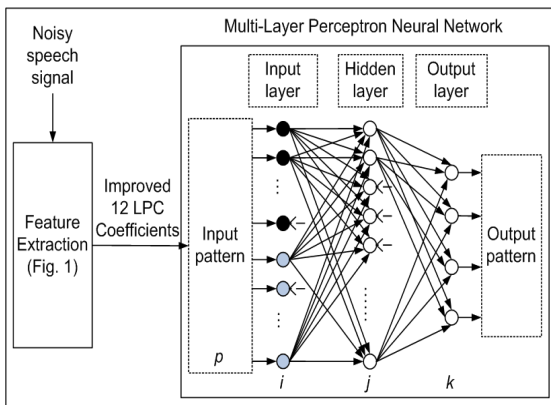 Noisy
speech
signal
Feature
Extraction
(Fig. 1)
Improved
12 LPC
Coefficients
Multi-Layer Perceptron Neural Network
Input
layer
Hidden
layer
Output
layer
Input
pattern
p
i
j
k
Output
pattern